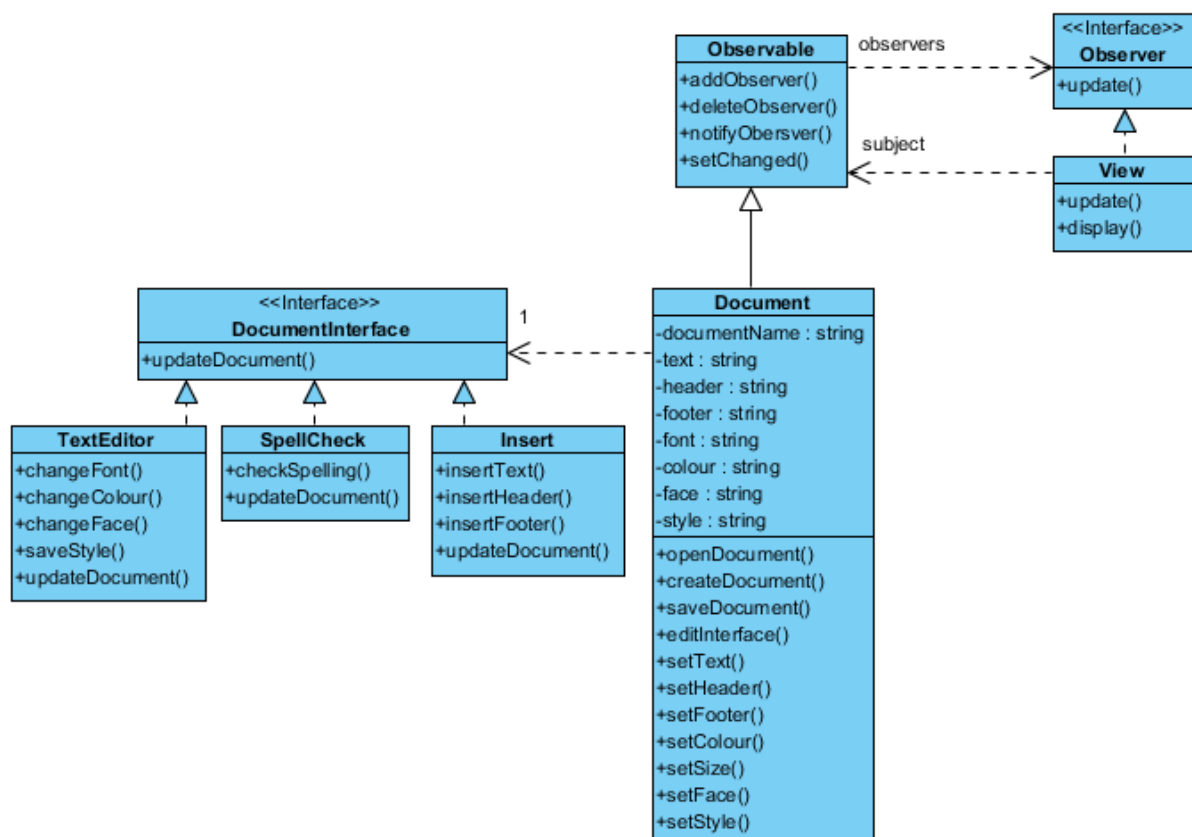 Observable
+addObserver()
+deleteObserver()
+notifyObersver()
+setChanged()
observers
subject
<<Interface>>
Observer
+update()
View
+update()
+display()
<<Interface>>
DocumentInterface
+updateDocument()
1
TextEditor
+changeFont()
+changeColour()
+changeFace()
+saveStyle()
+updateDocument()
SpellCheck
+checkSpelling()
+updateDocument()
Insert
+insertText()
+insertHeader()
+insertFooter()
+updateDocument()
Document
-documentName : string
-text : string
-header : string
-footer : string
-font : string
-colour : string
-face : string
-style : string
+openDocument()
+createDocument()
+saveDocument()
+editInterface()
+setText()
+setHeader()
+setFooter()
+setColour()
+setSize()
+setFace()
+setStyle()